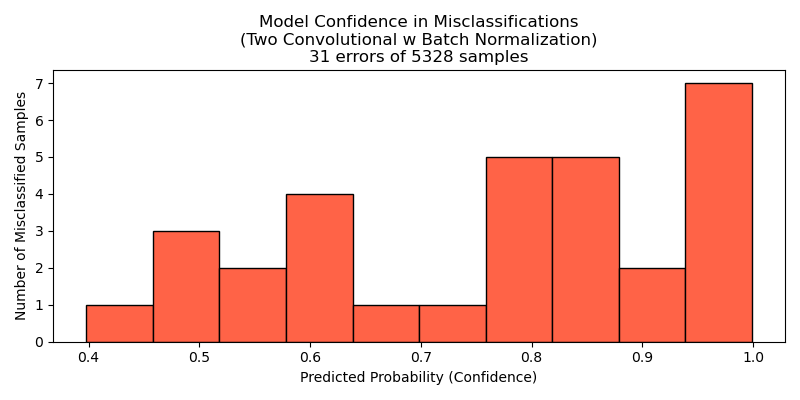 Model Confidence in Misclassifications
(Two Convolutional w Batch Normalization)
31 errors of 5328 samples
Number of Misclassified Samples
7
6
5
4
3
2
1
0
0.4 0.5 0.6 0.7 0.8 0.9 1.0
Predicted Probability (Confidence)